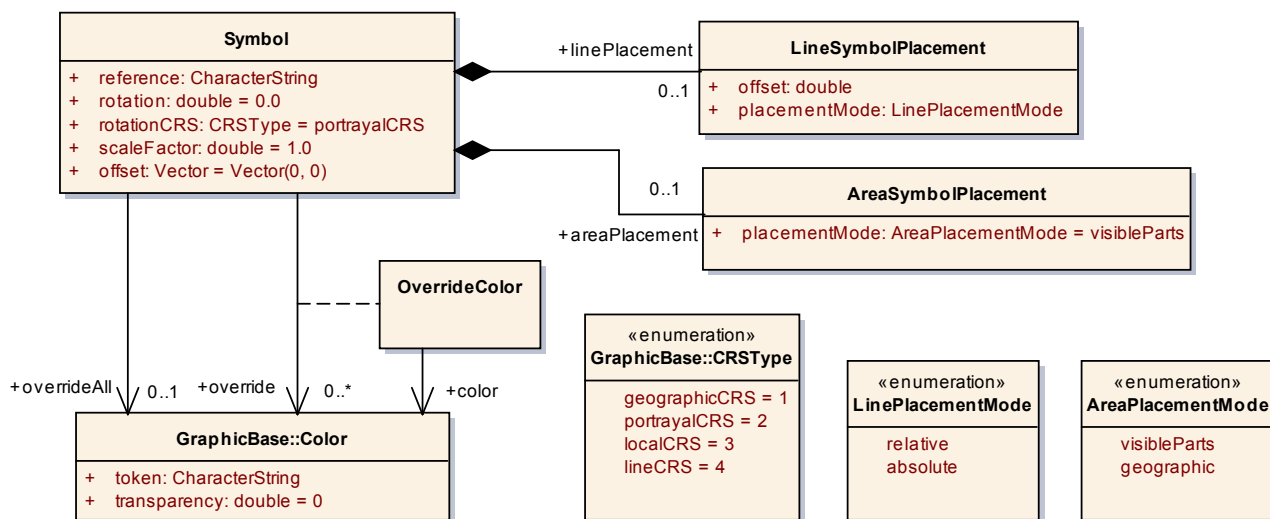 Symbol
+ reference: CharacterString
+ rotation: double = 0.0
+ rotationCRS: CRSType = portrayalCRS
+ scaleFactor: double = 1.0
+ offset: Vector = Vector(0, 0)
+linePlacement
0..1
LineSymbolPlacement
+ offset: double
+ placementMode: LinePlacementMode
0..1
+areaPlacement
AreaSymbolPlacement
+ placementMode: AreaPlacementMode = visibleParts
OverrideColor
+overrideAll
0..1
+override
0..*
+color
GraphicBase::Color
+ token: CharacterString
+ transparency: double = 0
«enumeration»
GraphicBase::CRSType
geographicCRS = 1
portrayalCRS = 2
localCRS = 3
lineCRS = 4
«enumeration»
LinePlacementMode
relative
absolute
«enumeration»
AreaPlacementMode
visibleParts
geographic